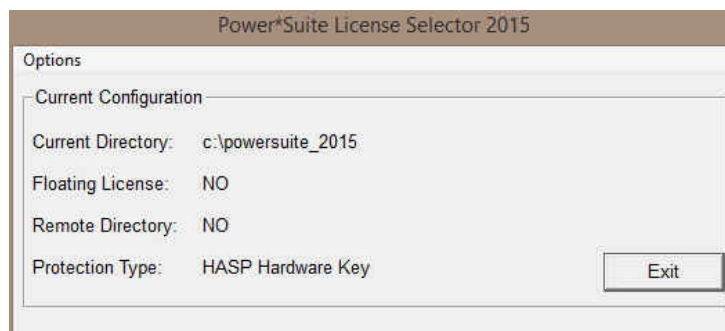 Power*Suite License Selector 2015
Options
Current Configuration
Current Directory: c:\powersuite_2015
Floating License: NO
Remote Directory: NO
Protection Type: HASP Hardware Key
Exit